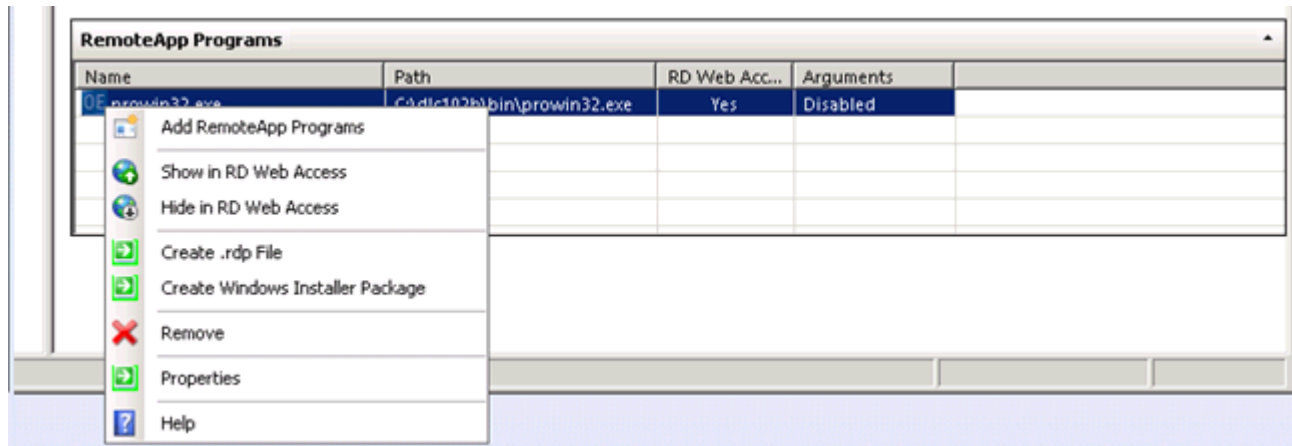 RemoteApp Programs
Name Path RD Web Acc... Arguments
OE prowin32.exe C:\dlc102b\bin\prowin32.exe Yes Disabled
Add RemoteApp Programs
Show in RD Web Access
Hide in RD Web Access
Create .rdp File
Create Windows Installer Package
Remove
Properties
Help